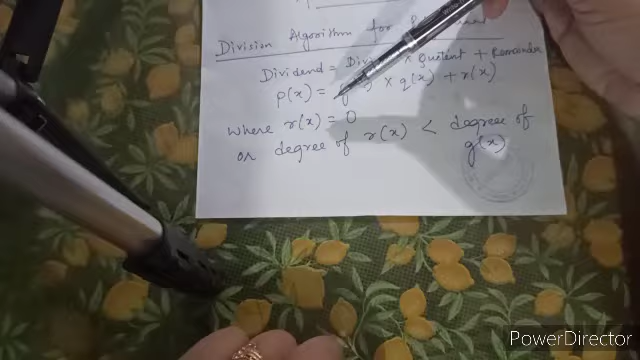 Division Algorithm for
Dividend = Divisor × Quotient + Remainder
p(x) = × q(x) + r(x)
where r(x) = 0
or degree of r(x) < degree of
g(x)
PowerDirector